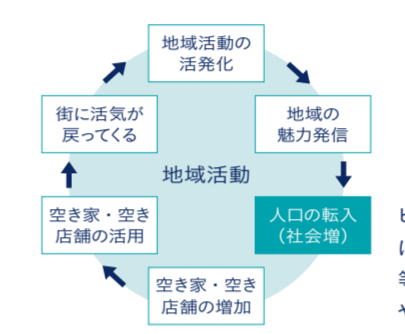 地域活動の
活発化
地域の
魅力発信
人口の転入
（社会増）
空き家・空き
店舗の増加
空き家・空き
店舗の活用
街に活気が
戻ってくる
地域活動